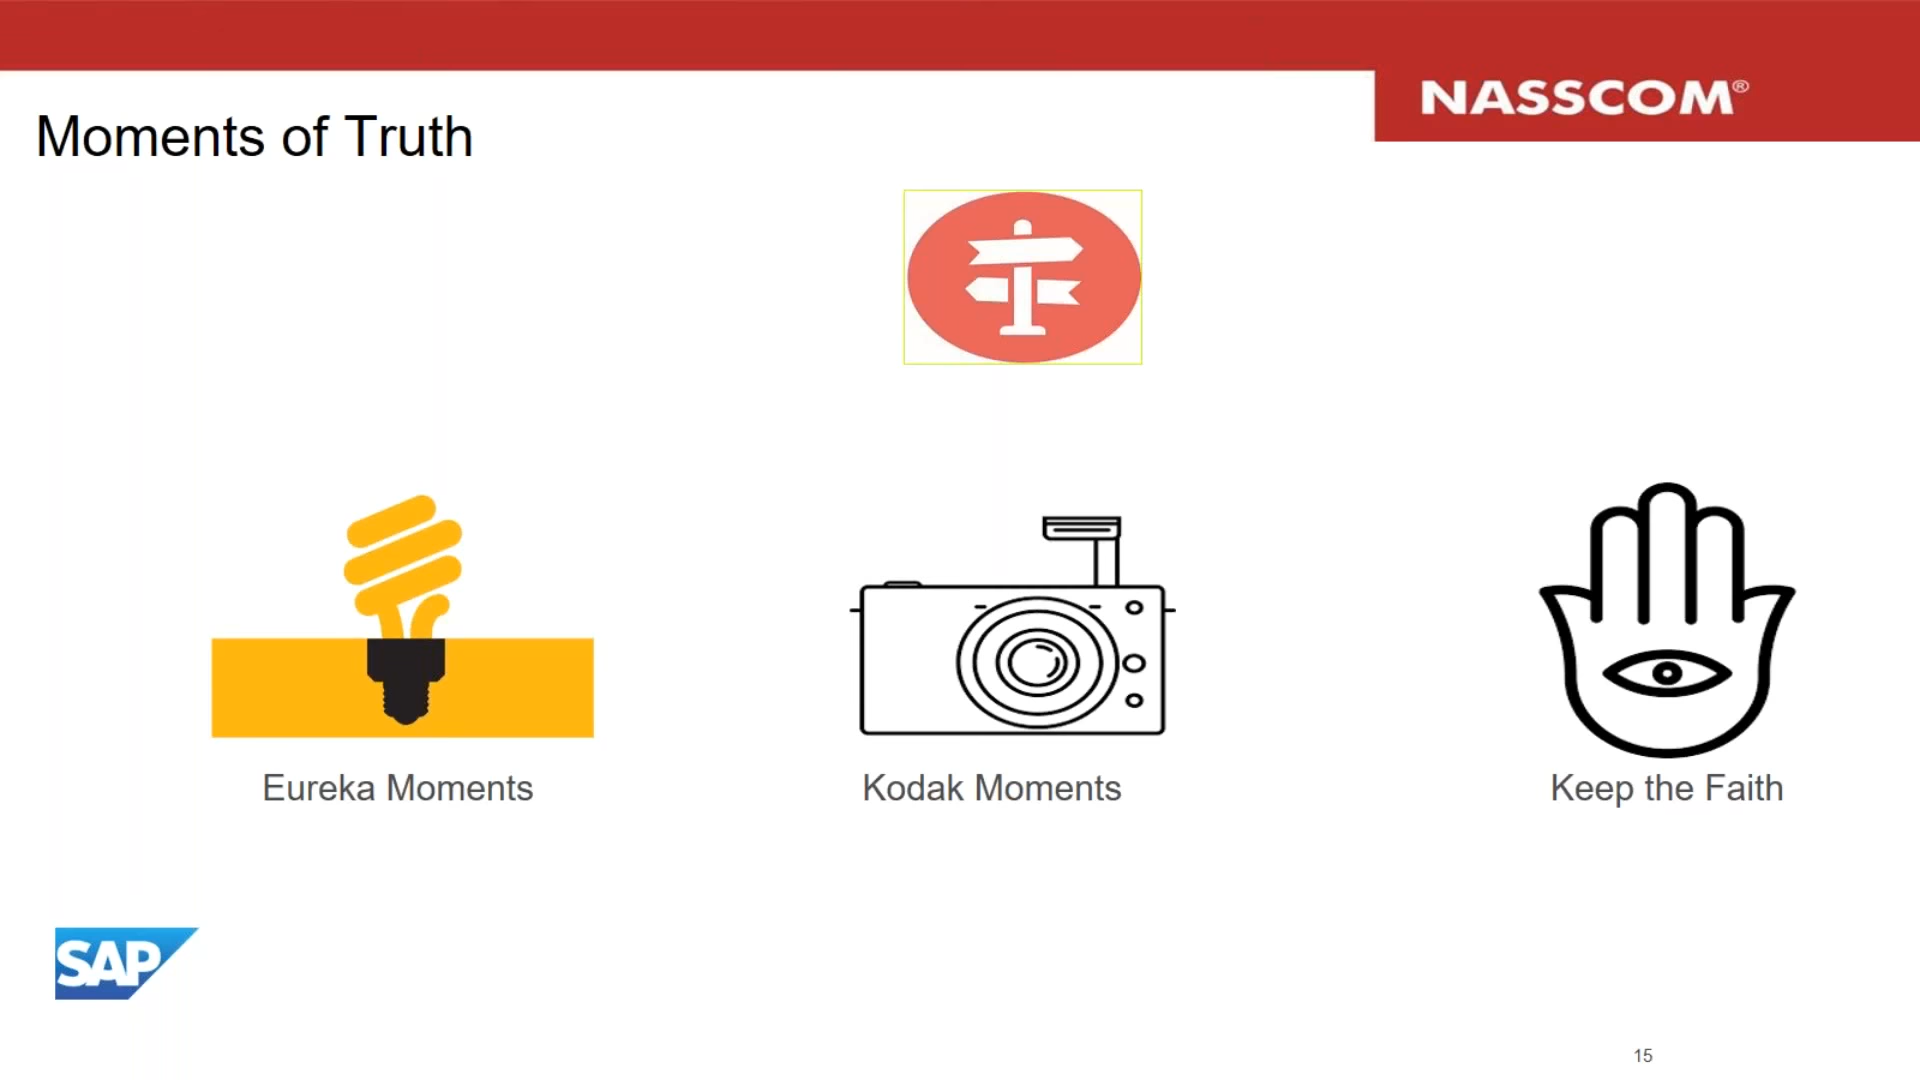 NASSCOM®
Moments of Truth
Eureka Moments
Kodak Moments
Keep the Faith
SAP
15